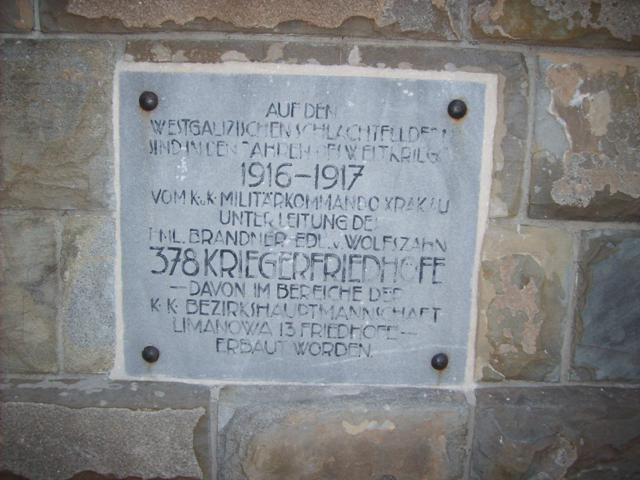 AUF DEN
WESTGALIZISCHEN SCHLACHTFELDERN
SIND IN DEN JAHREN DES WELTKRIEGS
1916–1917
VOM K.u.K. MILITÄRKOMMANDO KRAKAU
UNTER LEITUNG DES
FML. BRANDNER EDL. v. WOLFSZAHN
378 KRIEGERFRIEDHÖFE
—DAVON IM BEREICHE DER
K.K. BEZIRKSHAUPTMANNSCHAFT
LIMANOWA 13 FRIEDHÖFE—
ERBAUT WORDEN.